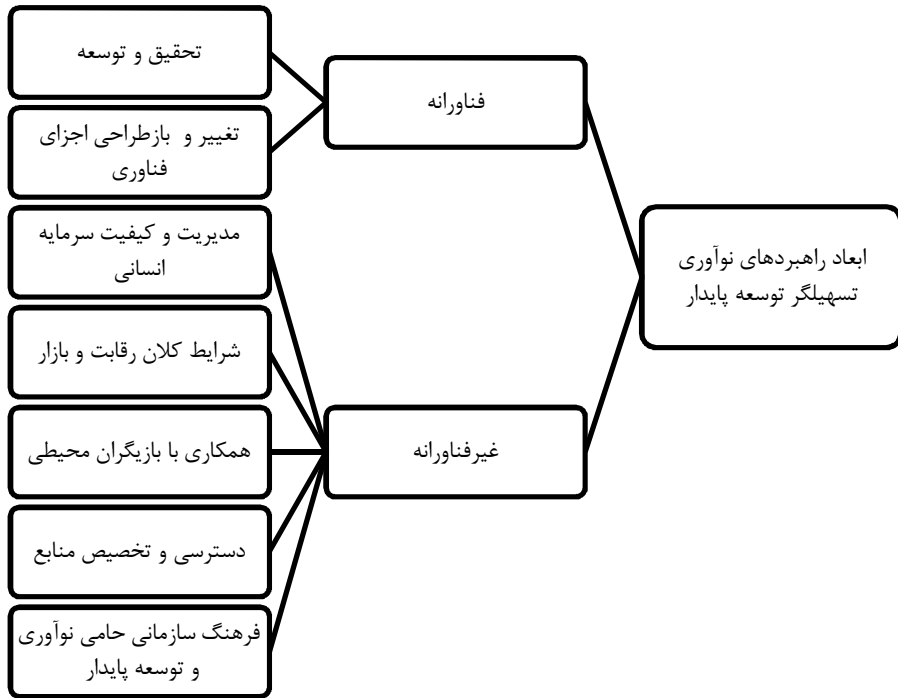 ابعاد راهبردهای نوآوری
تسهیلگر توسعه پایدار
فناورانه
تحقیق و توسعه
تغییر و بازطراحی اجزای
فناوری
غیرفناورانه
مدیریت و کیفیت سرمایه
انسانی
شرایط کلان رقابت و بازار
همکاری با بازیگران محیطی
دسترسی و تخصیص منابع
فرهنگ سازمانی حامی نوآوری
و توسعه پایدار